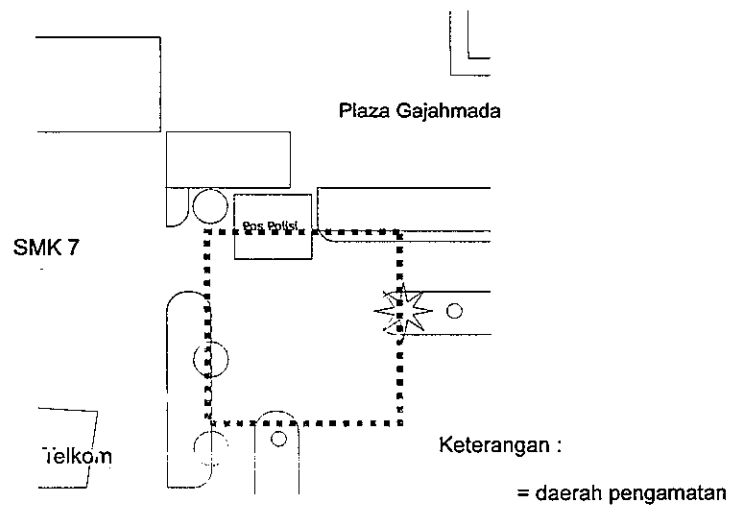 Plaza Gajahmada
Pos Polisi
SMK 7
Telkom
Keterangan :
= daerah pengamatan